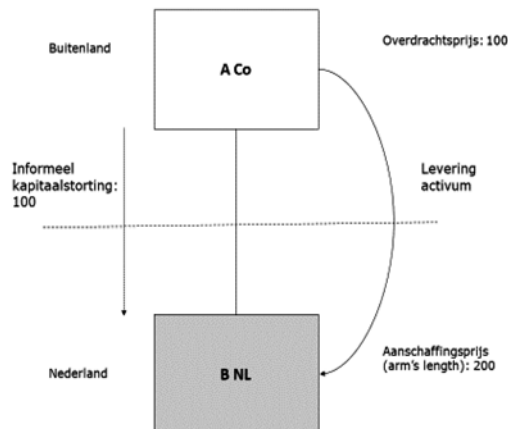 Buitenland
A Co
Overdrachtsprijs: 100
Informeel
kapitaalstorting:
100
Levering
activum
Nederland
B NL
Aanschaffingsprijs
(arm's length): 200